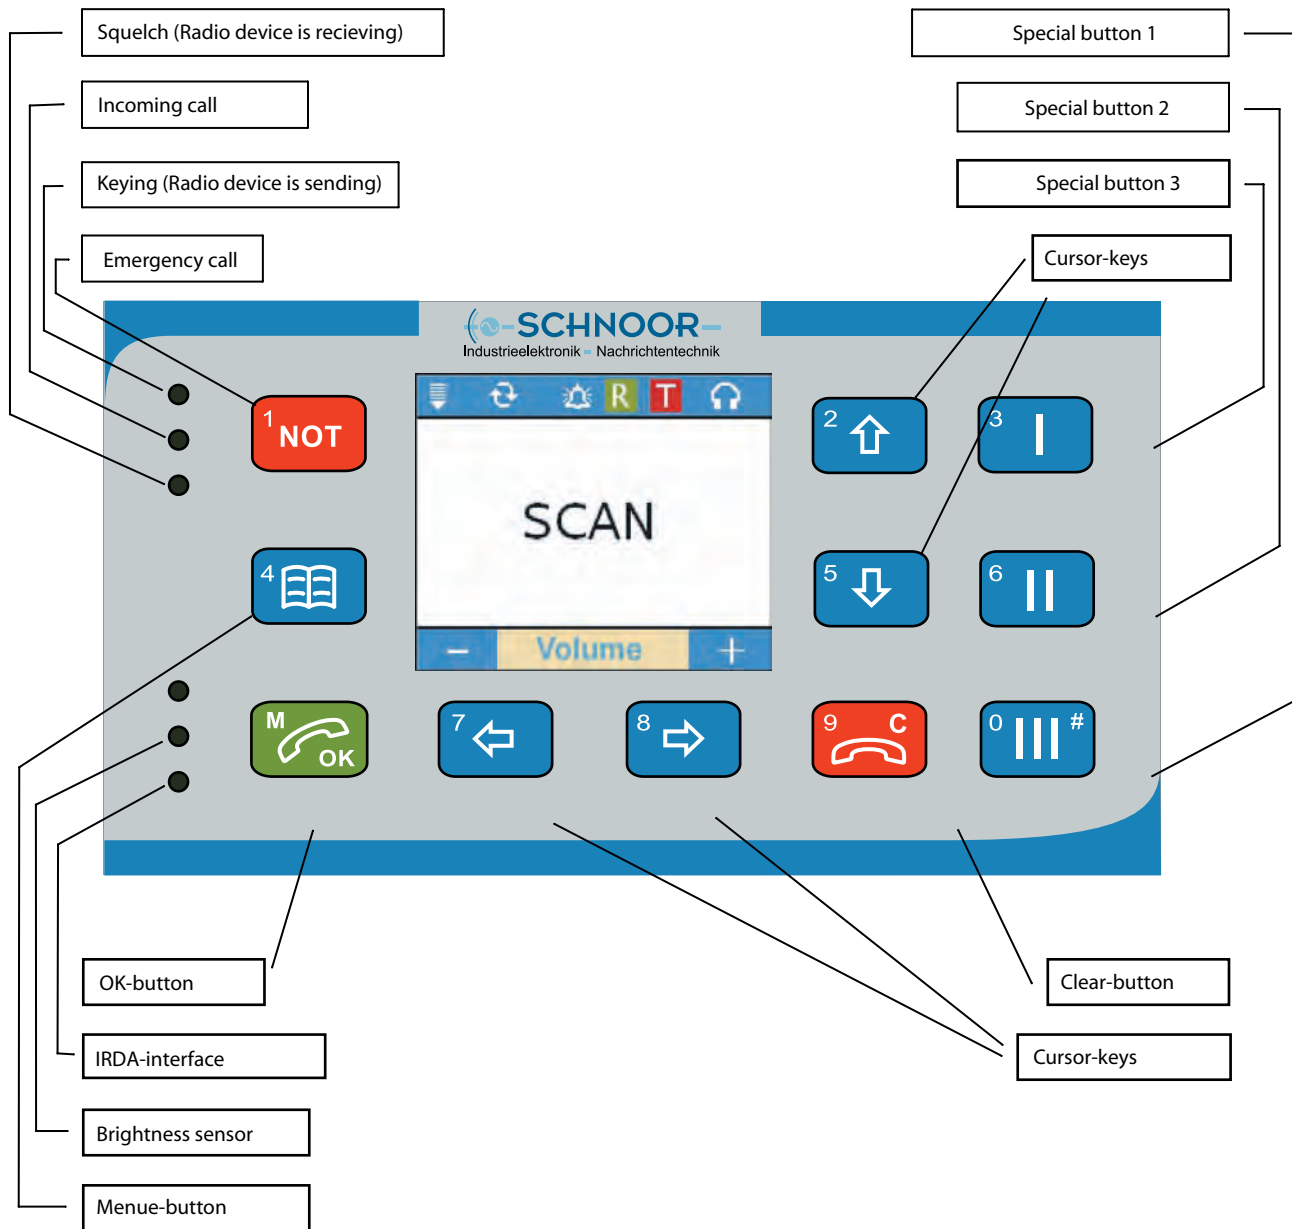 Squelch (Radio device is recieving)
Special button 1
Incoming call
Special button 2
Keying (Radio device is sending)
Special button 3
Emergency call
Cursor-keys
SCHNOOR
Industrieelektronik - Nachrichtentechnik
R T
1 NOT
2
3
SCAN
4
5
6
- Volume +
M OK
7
8
9 C
0 #
OK-button
Clear-button
IRDA-interface
Cursor-keys
Brightness sensor
Menue-button